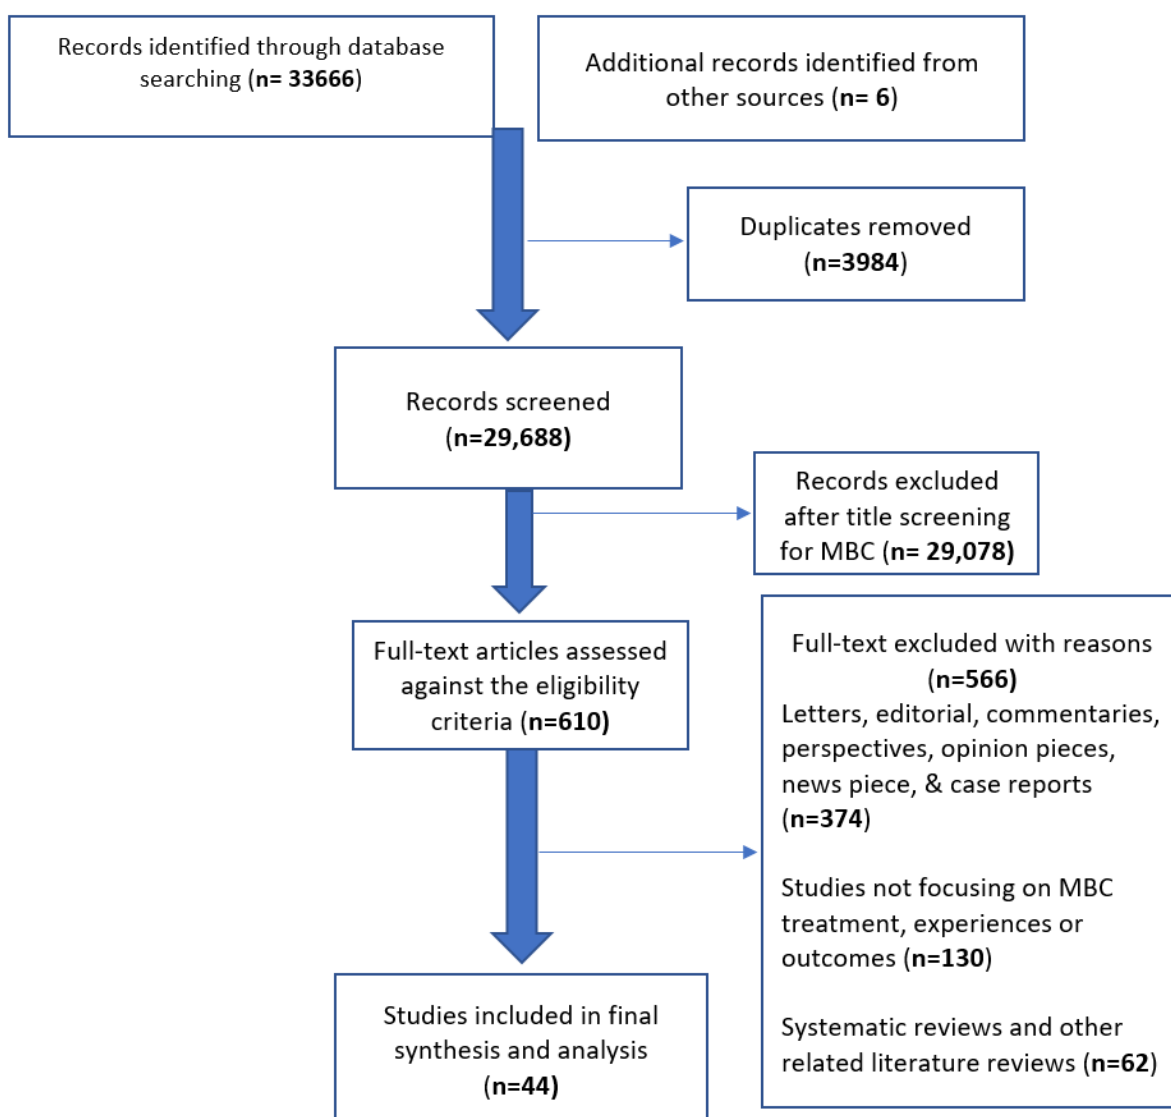 Records identified through database
searching (n= 33666)
Additional records identified from
other sources (n= 6)
Duplicates removed
(n=3984)
Records screened
(n=29,688)
Records excluded
after title screening
for MBC (n= 29,078)
Full-text articles assessed
against the eligibility
criteria (n=610)
Full-text excluded with reasons
(n=566)
Letters, editorial, commentaries,
perspectives, opinion pieces,
news piece, & case reports
(n=374)
Studies not focusing on MBC
treatment, experiences or
outcomes (n=130)
Systematic reviews and other
related literature reviews (n=62)
Studies included in final
synthesis and analysis
(n=44)